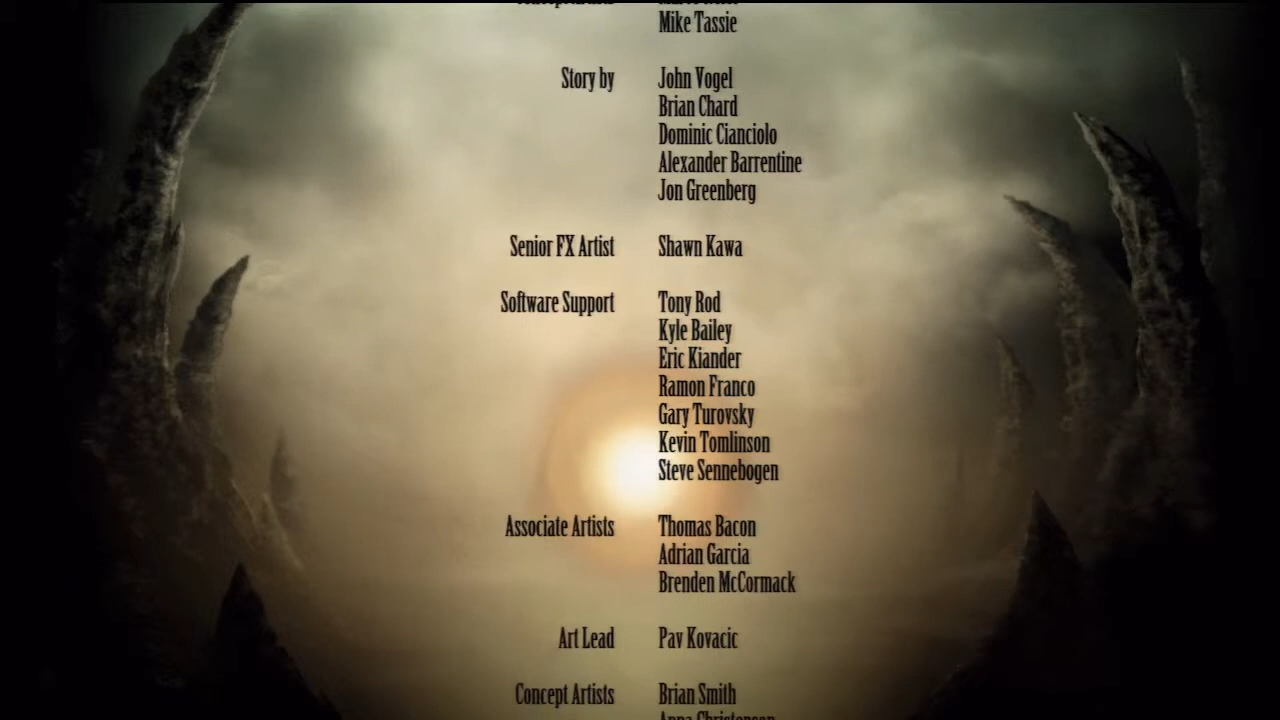 Mike Tassie
Story by John Vogel
Brian Chard
Dominic Cianciolo
Alexander Barrentine
Jon Greenberg
Senior FX Artist Shawn Kawa
Software Support Tony Rod
Kyle Bailey
Eric Kiander
Ramon Franco
Gary Turovsky
Kevin Tomlinson
Steve Sennebogen
Associate Artists Thomas Bacon
Adrian Garcia
Brenden McCormack
Art Lead Pav Kovacic
Concept Artists Brian Smith